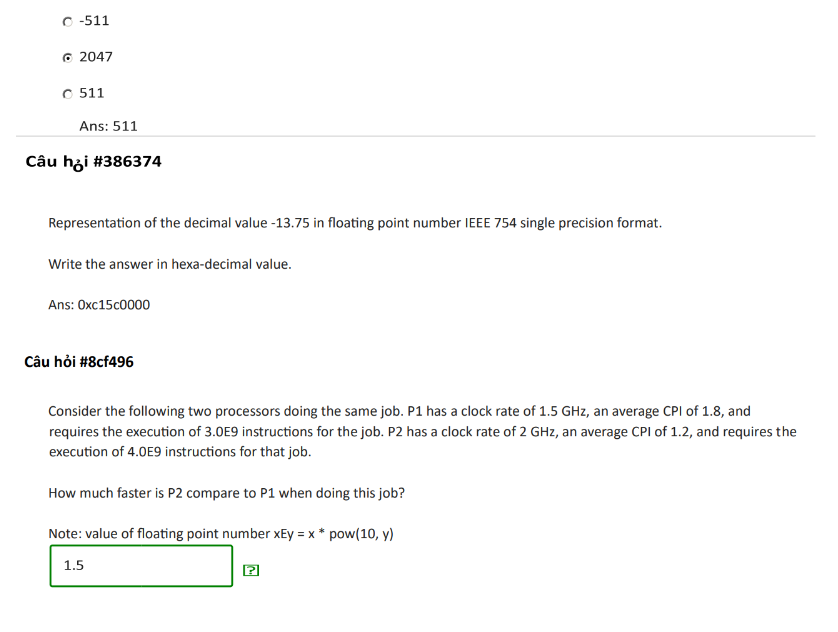 -511
2047
511
Ans: 511
Câu hỏi #386374
Representation of the decimal value -13.75 in floating point number IEEE 754 single precision format.
Write the answer in hexa-decimal value.
Ans: 0xc15c0000
Câu hỏi #8cf496
Consider the following two processors doing the same job. P1 has a clock rate of 1.5 GHz, an average CPI of 1.8, and
requires the execution of 3.0E9 instructions for the job. P2 has a clock rate of 2 GHz, an average CPI of 1.2, and requires the
execution of 4.0E9 instructions for that job.
How much faster is P2 compare to P1 when doing this job?
Note: value of floating point number xEy = x * pow(10, y)
1.5
[?]